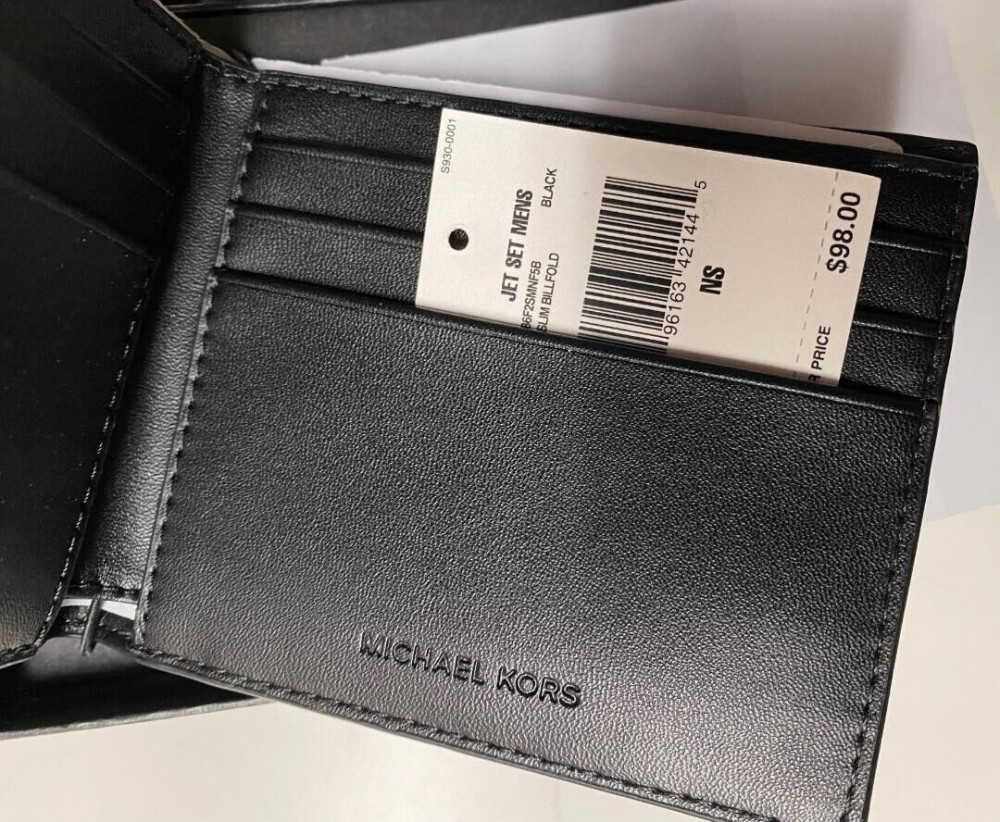 S930-0001
JET SET MENS
BLACK
36F2SMNF5B
SLIM BILLFOLD
96163 42144 5
NS
$98.00
PRICE
MICHAEL KORS